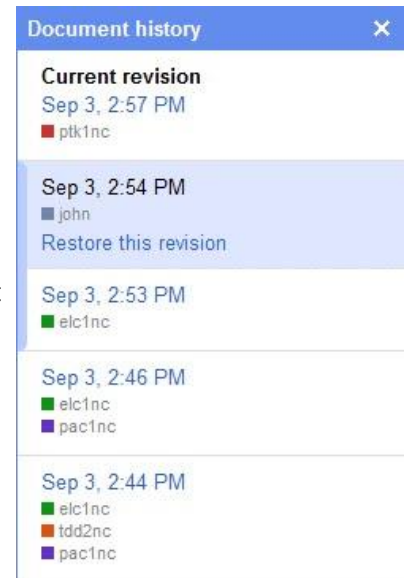 Document history ×
Current revision
Sep 3, 2:57 PM
ptk1nc
Sep 3, 2:54 PM
john
Restore this revision
Sep 3, 2:53 PM
elc1nc
Sep 3, 2:46 PM
elc1nc
pac1nc
Sep 3, 2:44 PM
elc1nc
tdd2nc
pac1nc